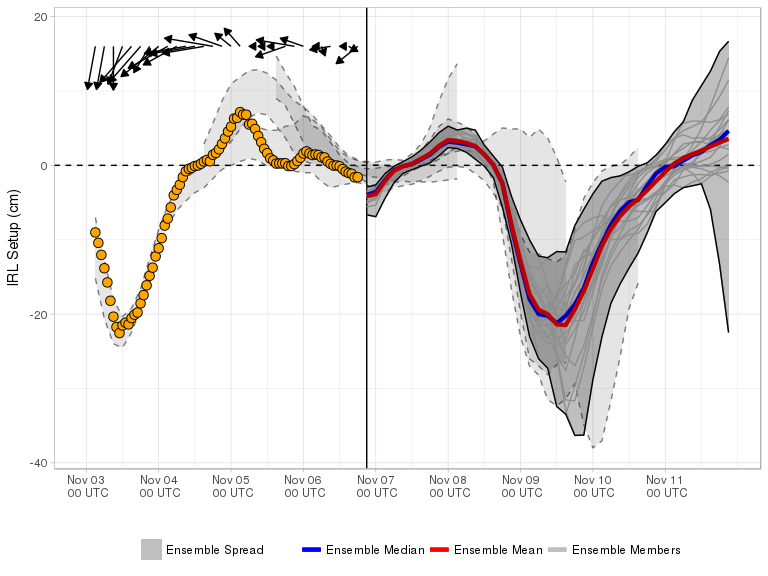 20
0
-20
-40
IRL Setup (cm)
Nov 03 Nov 04 Nov 05 Nov 06 Nov 07 Nov 08 Nov 09 Nov 10 Nov 11
00 UTC 00 UTC 00 UTC 00 UTC 00 UTC 00 UTC 00 UTC 00 UTC 00 UTC
Ensemble Spread Ensemble Median Ensemble Mean Ensemble Members